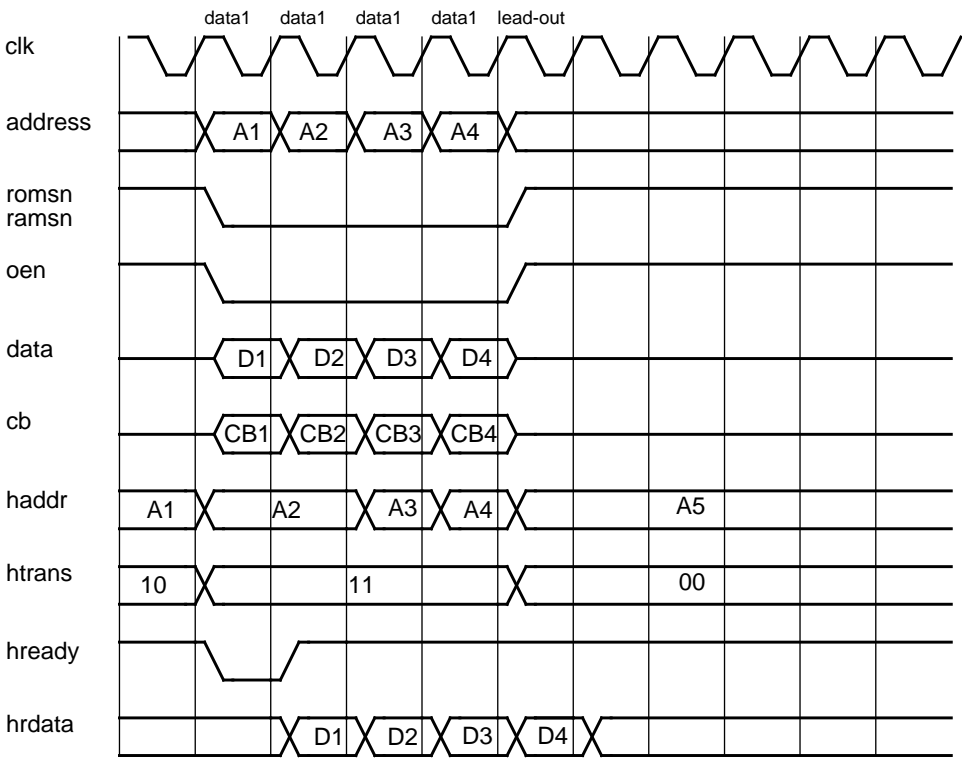 data1 data1 data1 data1 lead-out
clk
address A1 A2 A3 A4
romsn
ramsn
oen
data D1 D2 D3 D4
cb CB1 CB2 CB3 CB4
haddr A1 A2 A3 A4 A5
htrans 10 11 00
hready
hrdata D1 D2 D3 D4